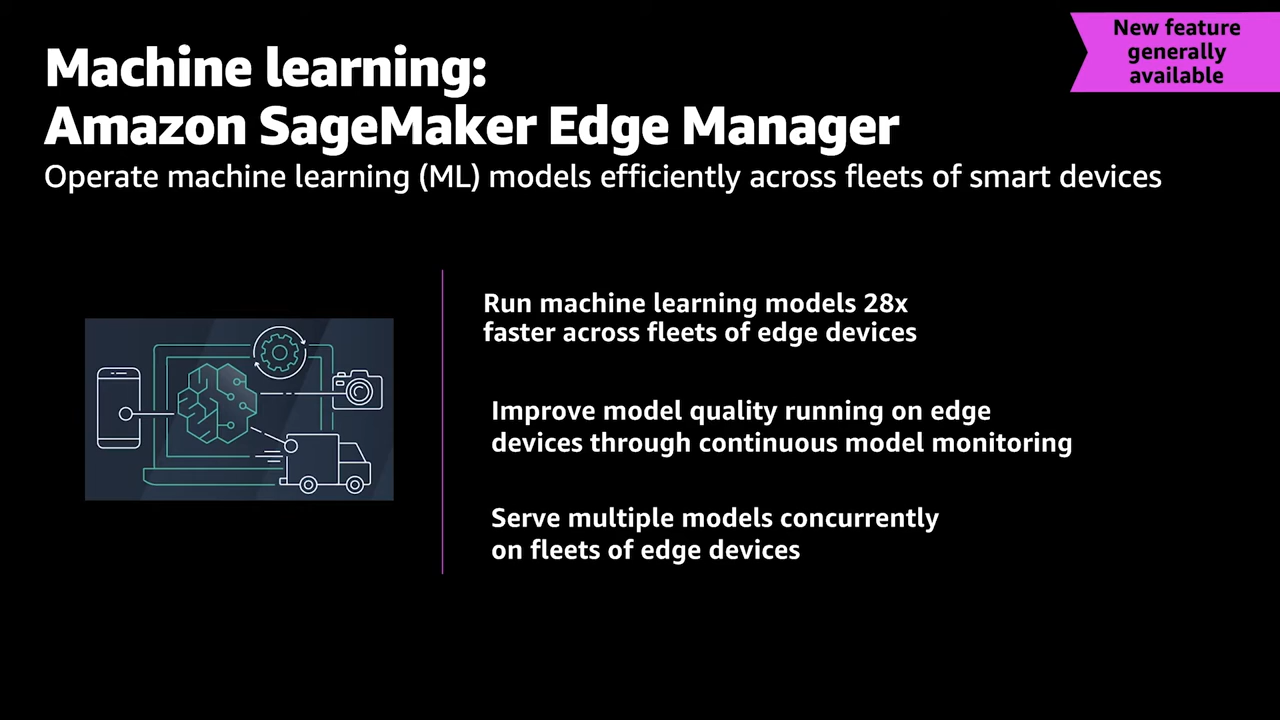 New feature
generally
available
Machine learning:
Amazon SageMaker Edge Manager
Operate machine learning (ML) models efficiently across fleets of smart devices
Run machine learning models 28x
faster across fleets of edge devices
Improve model quality running on edge
devices through continuous model monitoring
Serve multiple models concurrently
on fleets of edge devices